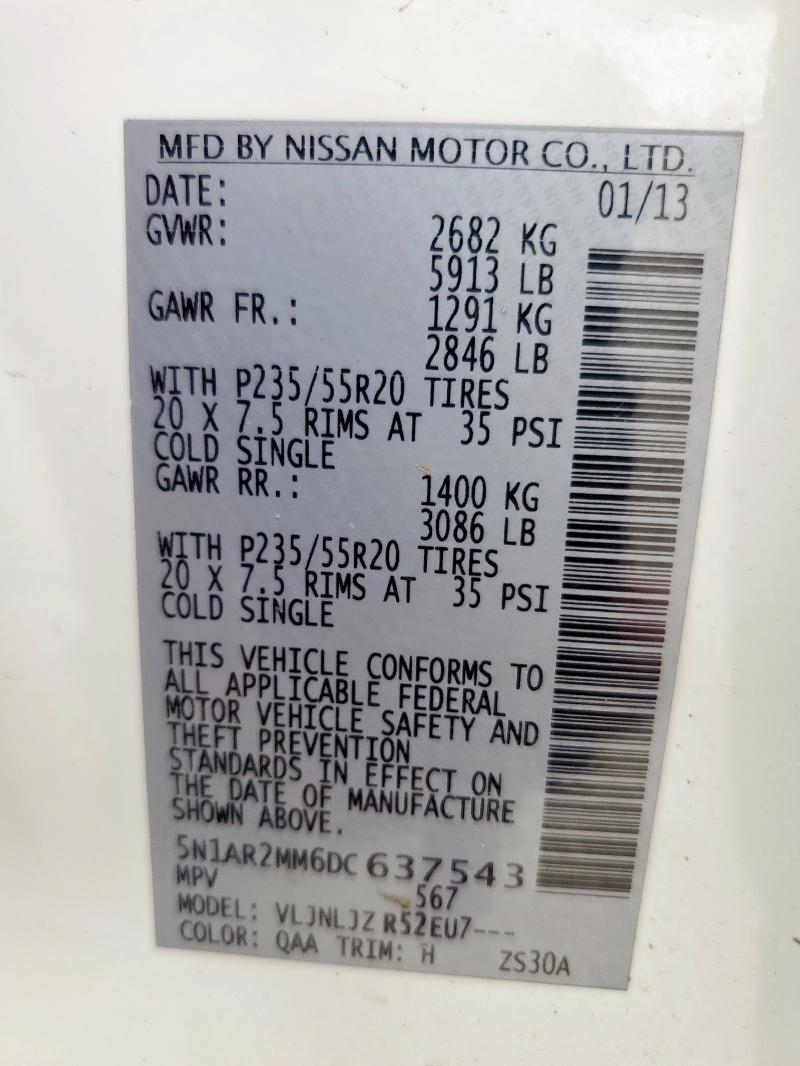 MFD BY NISSAN MOTOR CO., LTD.
DATE: 01/13
GVWR: 2682 KG
5913 LB
GAWR FR.: 1291 KG
2846 LB
WITH P235/55R20 TIRES
20 X 7.5 RIMS AT 35 PSI
COLD SINGLE
GAWR RR.: 1400 KG
3086 LB
WITH P235/55R20 TIRES
20 X 7.5 RIMS AT 35 PSI
COLD SINGLE
THIS VEHICLE CONFORMS TO
ALL APPLICABLE FEDERAL
MOTOR VEHICLE SAFETY AND
THEFT PREVENTION
STANDARDS IN EFFECT ON
THE DATE OF MANUFACTURE
SHOWN ABOVE.
5N1AR2MM6DC 637543
MPV 567
MODEL: VLJNLJZ R52EU7---
COLOR: QAA TRIM: H ZS30A